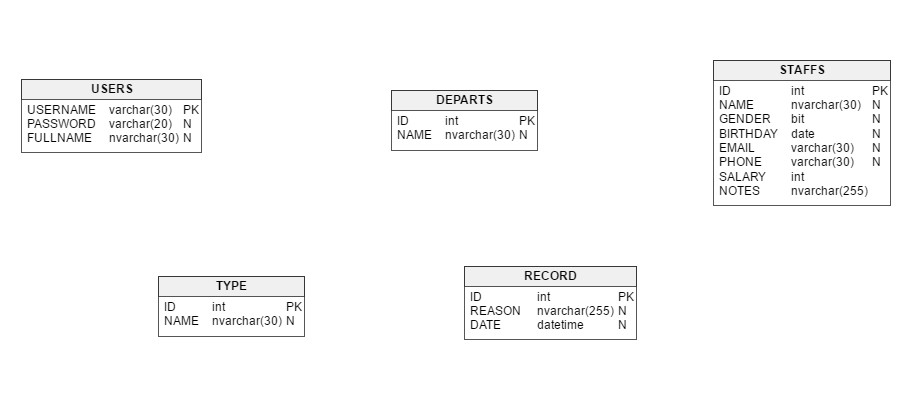 USERS
USERNAME varchar(30) PK
PASSWORD varchar(20) N
FULLNAME nvarchar(30) N
DEPARTS
ID int PK
NAME nvarchar(30) N
STAFFS
ID int PK
NAME nvarchar(30) N
GENDER bit N
BIRTHDAY date N
EMAIL varchar(30) N
PHONE varchar(30) N
SALARY int
NOTES nvarchar(255)
TYPE
ID int PK
NAME nvarchar(30) N
RECORD
ID int PK
REASON nvarchar(255) N
DATE datetime N